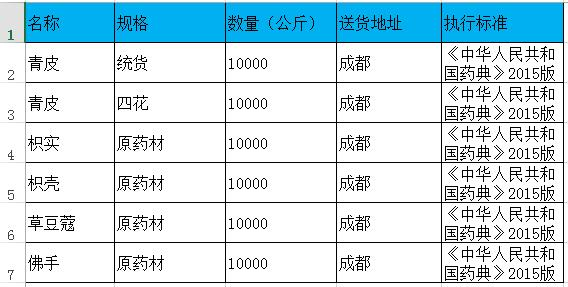 1 名称 规格 数量（公斤） 送货地址 执行标准
2 青皮 统货 10000 成都 《中华人民共和
国药典》2015版
3 青皮 四花 10000 成都 《中华人民共和
国药典》2015版
4 枳实 原药材 10000 成都 《中华人民共和
国药典》2015版
5 枳壳 原药材 10000 成都 《中华人民共和
国药典》2015版
6 草豆蔻 原药材 10000 成都 《中华人民共和
国药典》2015版
7 佛手 原药材 10000 成都 《中华人民共和
国药典》2015版